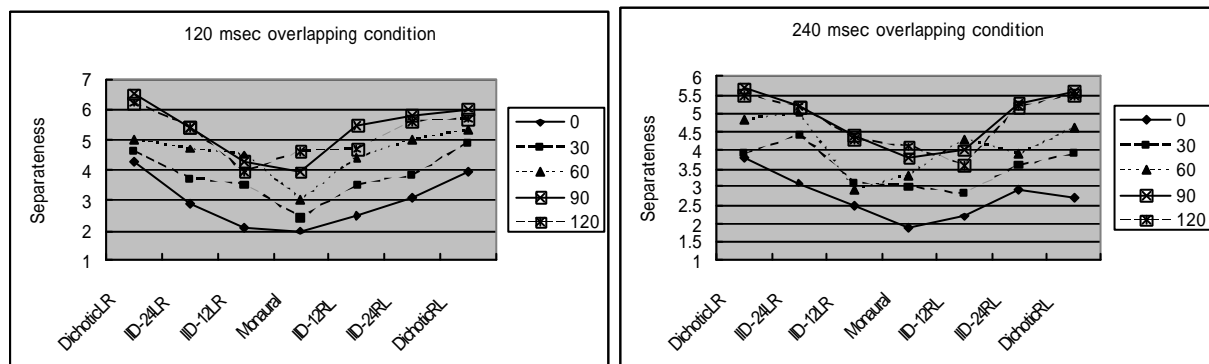 120 msec overlapping condition
Separateness
7
6
5
4
3
2
1
DichoticLR
IID-24LR
IID-12LR
Monaural
IID-12RL
IID-24RL
DichoticRL
0
30
60
90
120
240 msec overlapping condition
Separateness
6
5.5
5
4.5
4
3.5
3
2.5
2
1.5
1
DichoticLR
IID-24LR
IID-12LR
Monaural
IID-12RL
IID-24RL
DichoticRL
0
30
60
90
120